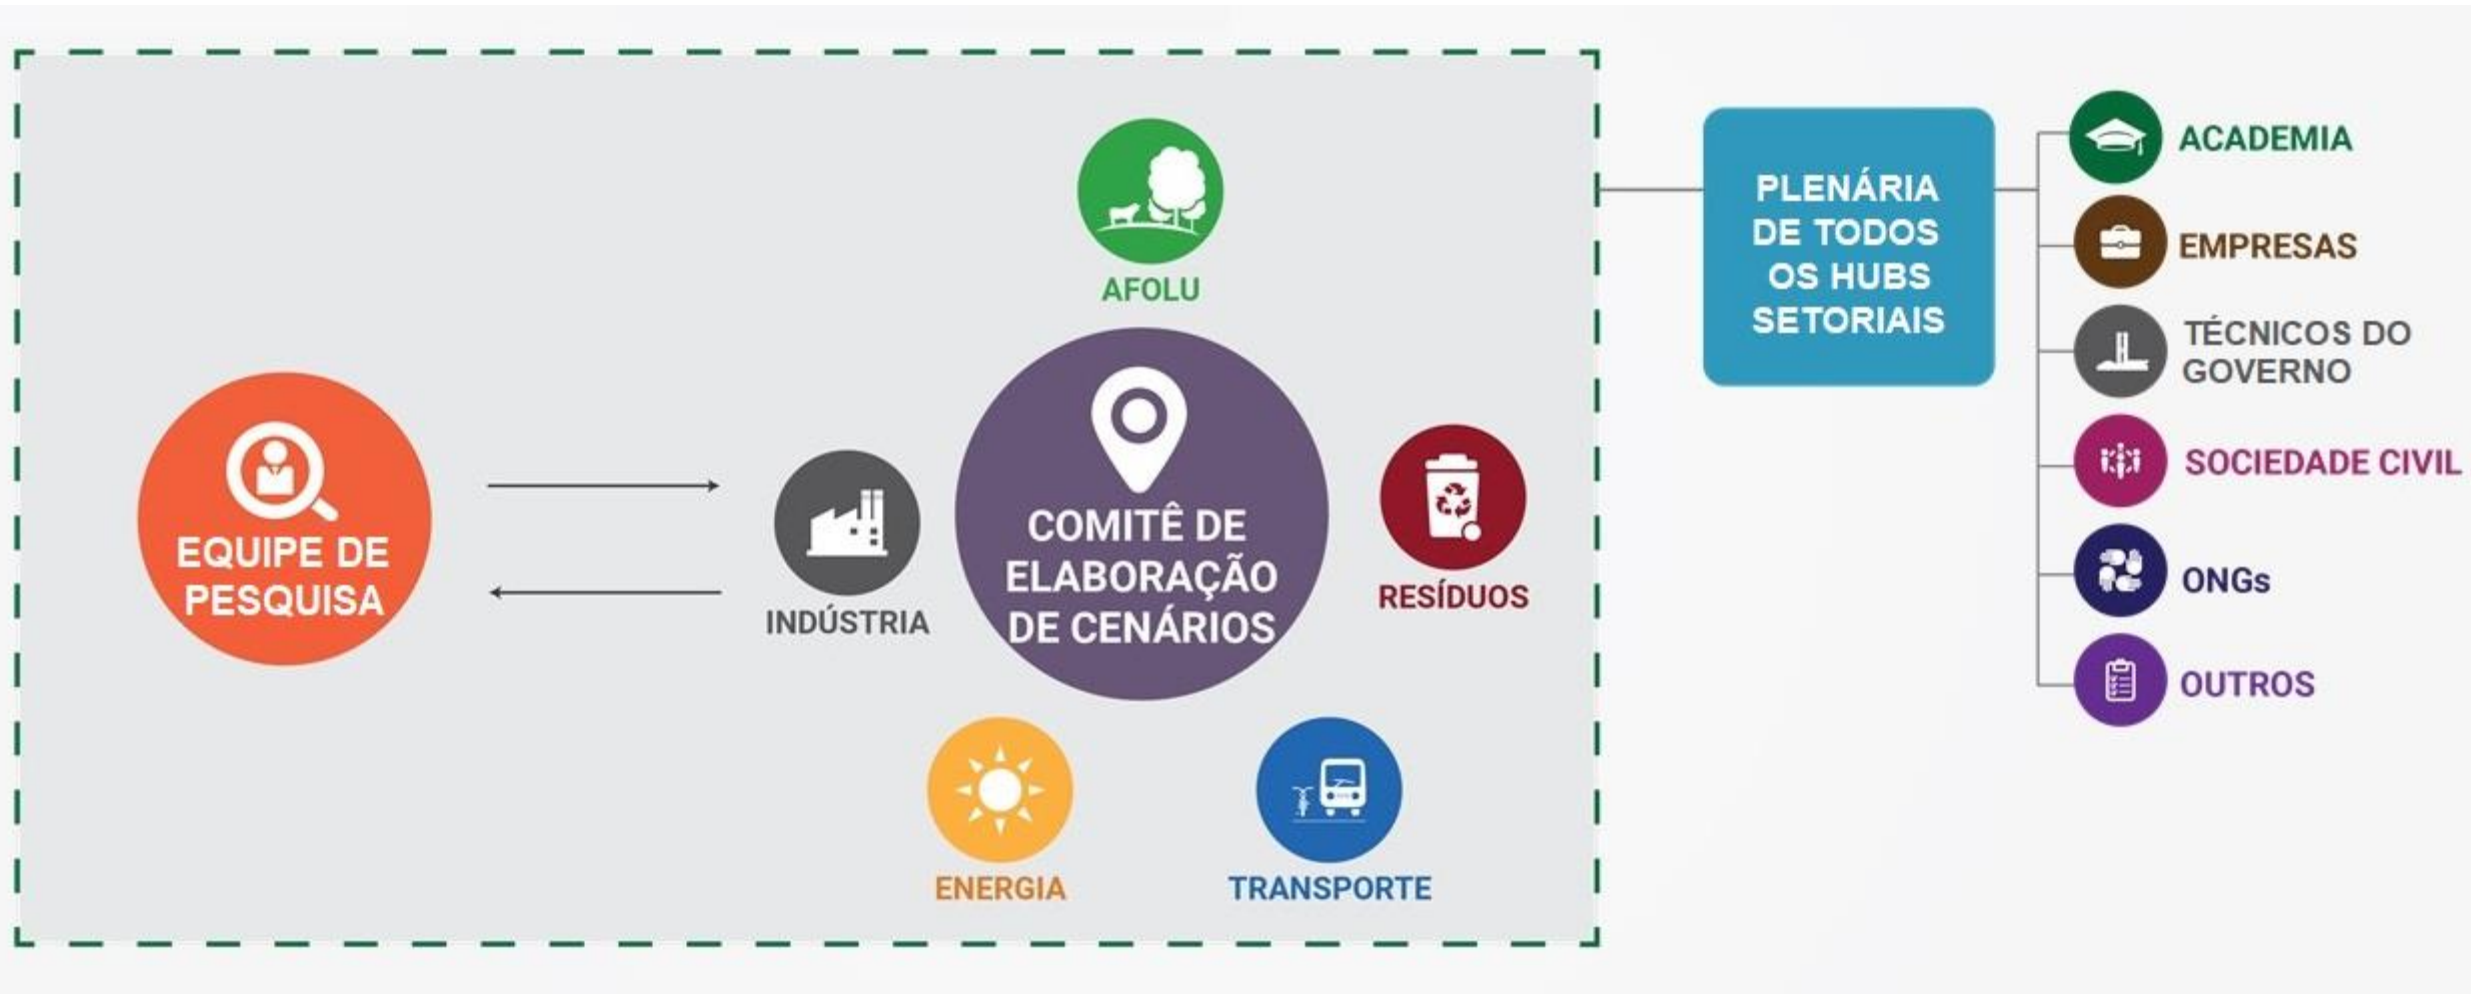 AFOLU
EQUIPE DE
PESQUISA
INDÚSTRIA
COMITÊ DE
ELABORAÇÃO
DE CENÁRIOS
RESÍDUOS
ENERGIA
TRANSPORTE
PLENÁRIA
DE TODOS
OS HUBS
SETORIAIS
ACADEMIA
EMPRESAS
TÉCNICOS DO
GOVERNO
SOCIEDADE CIVIL
ONGs
OUTROS